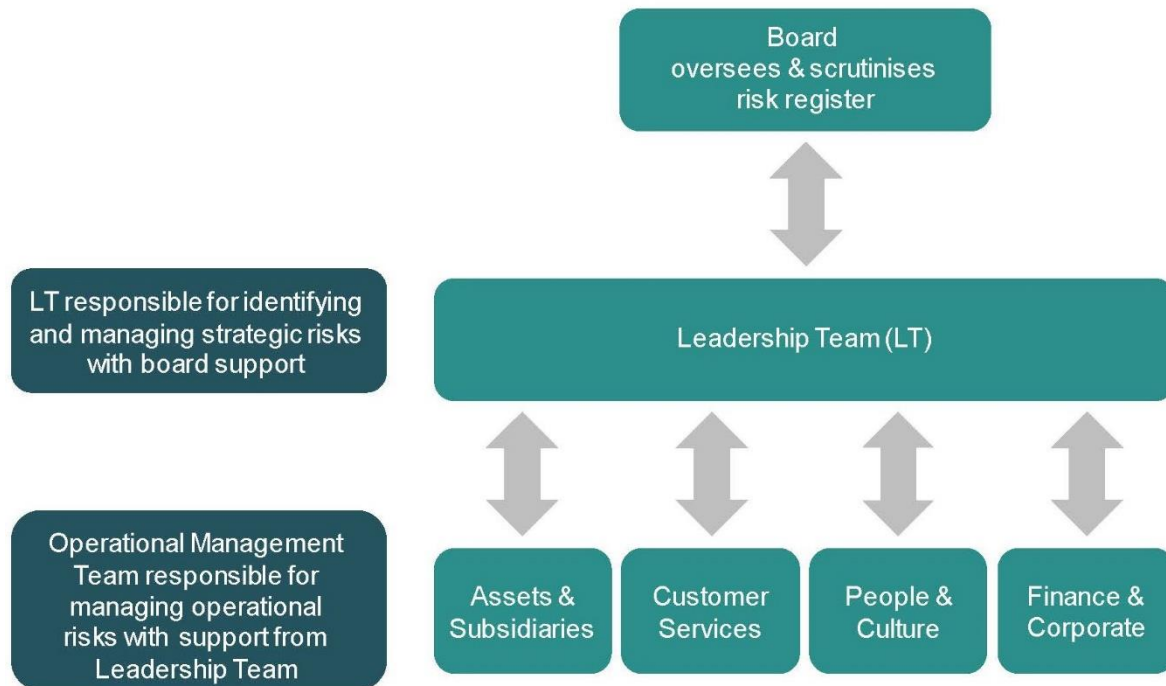 Board
oversees & scrutinises
risk register
LT responsible for identifying
and managing strategic risks
with board support
Leadership Team (LT)
Operational Management
Team responsible for
managing operational
risks with support from
Leadership Team
Assets &
Subsidiaries
Customer
Services
People &
Culture
Finance &
Corporate